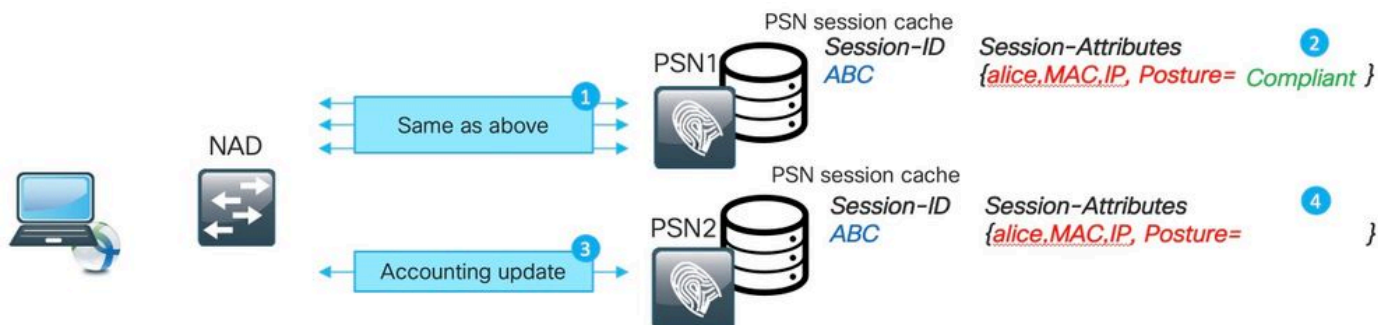 PSN session cache
Session-ID Session-Attributes 2
PSN1 ABC {alice,MAC,IP, Posture= Compliant }
1
Same as above
NAD
PSN session cache
Session-ID Session-Attributes 4
PSN2 ABC {alice,MAC,IP, Posture= }
3
Accounting update